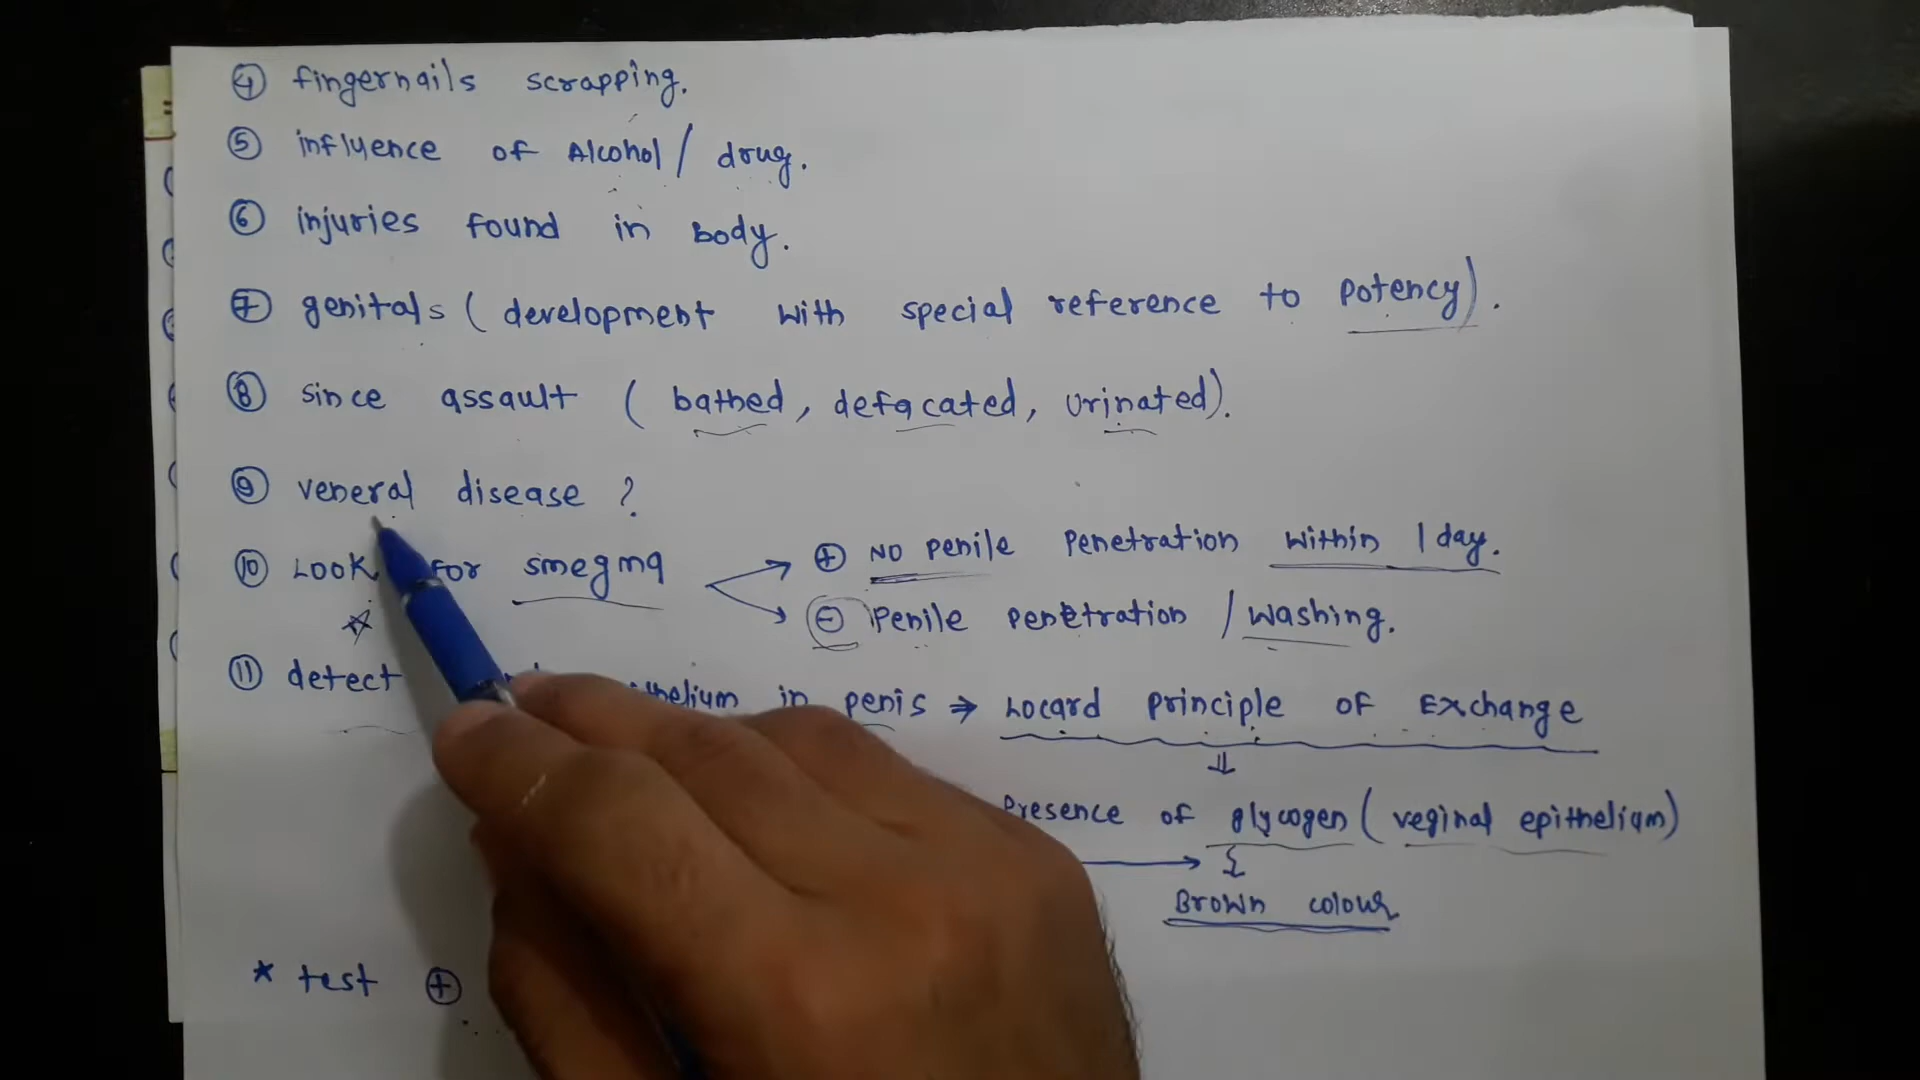 ④ fingernails scrapping.
⑤ influence of Alcohol / drug.
⑥ injuries found in body.
⑦ genitals ( development with special reference to potency).
⑧ since assault ( bathed, defacated, urinated).
⑨ veneral disease ?
⑩ Look for smegma
⊕ NO penile penetration within 1 day.
⊖ Penile penetration / washing.
⑪ detect in penis ⇒ Locard principle of Exchange
⇓
Presence of glycogen ( veginal epithelium)
Brown colour
* test ⊕